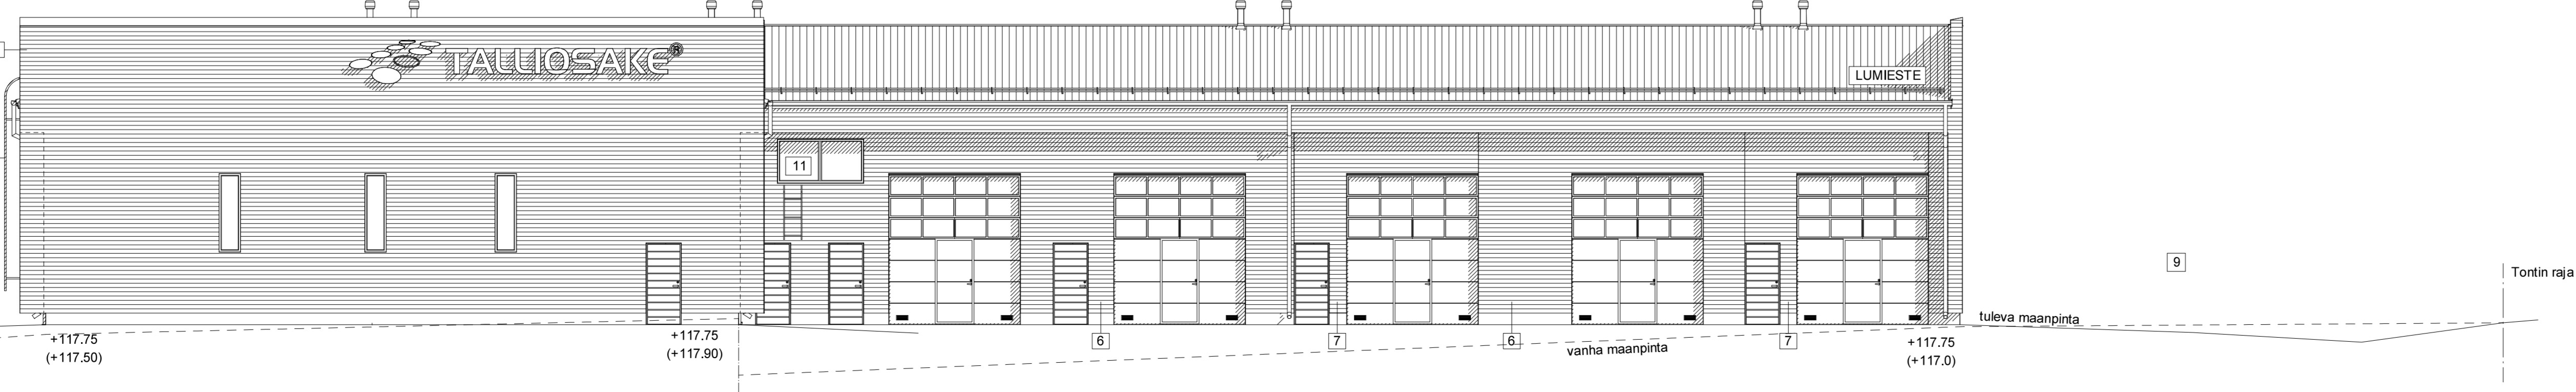 TALLIOSAKE®
LUMIESTE
11
9
Tontin raja
tuleva maanpinta
+117.75
(+117.50)
+117.75
(+117.90)
6
7
6
vanha maanpinta
7
+117.75
(+117.0)